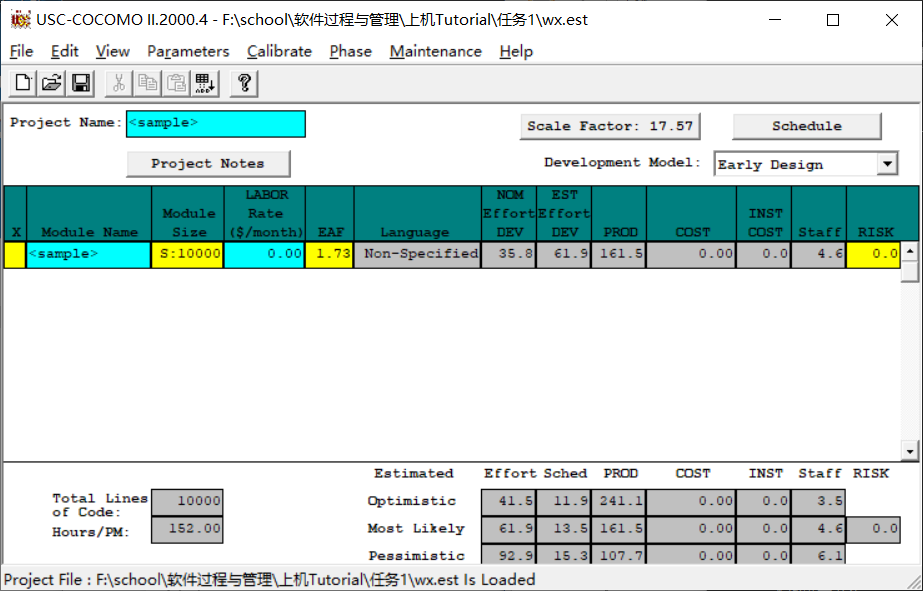 USC-COCOMO II.2000.4 - F:\school\软件过程与管理\上机Tutorial\任务1\wx.est
File Edit View Parameters Calibrate Phase Maintenance Help
Project Name: <sample> Scale Factor: 17.57 Schedule
Project Notes Development Model: Early Design
X Module Name Module Size LABOR Rate ($/month) EAF Language NOM Effort DEV EST Effort DEV PROD COST INST COST Staff RISK
<sample> S:10000 0.00 1.73 Non-Specified 35.8 61.9 161.5 0.00 0.0 4.6 0.0
Estimated Effort Sched PROD COST INST Staff RISK
Total Lines of Code: 10000 Optimistic 41.5 11.9 241.1 0.00 0.0 3.5
Hours/PM: 152.00 Most Likely 61.9 13.5 161.5 0.00 0.0 4.6 0.0
Pessimistic 92.9 15.3 107.7 0.00 0.0 6.1
Project File : F:\school\软件过程与管理\上机Tutorial\任务1\wx.est Is Loaded